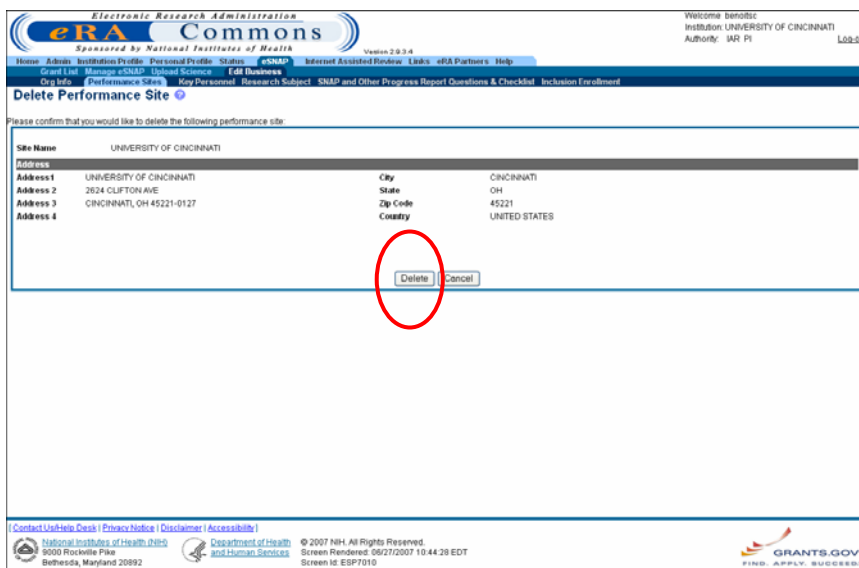 Electronic Research Administration
eRA Commons
Sponsored by National Institutes of Health
Version 2.9.3.4
Welcome benoitsc
Institution: UNIVERSITY OF CINCINNATI
Authority: IAR PI
Log-o
Home Admin Institution Profile Personal Profile Status eSNAP Internet Assisted Review Links eRA Partners Help
Grant List Manage eSNAP Upload Science Edit Business
Org Info Performance Sites Key Personnel Research Subject SNAP and Other Progress Report Questions & Checklist Inclusion Enrollment
Delete Performance Site ?
Please confirm that you would like to delete the following performance site:
Site Name UNIVERSITY OF CINCINNATI
Address
Address1 UNIVERSITY OF CINCINNATI City CINCINNATI
Address 2 2624 CLIFTON AVE State OH
Address 3 CINCINNATI, OH 45221-0127 Zip Code 45221
Address 4 Country UNITED STATES
Delete Cancel
[Contact Us/Help Desk | Privacy Notice | Disclaimer | Accessibility]
National Institutes of Health (NIH)
9000 Rockville Pike
Bethesda, Maryland 20892
Department of Health
and Human Services
© 2007 NIH. All Rights Reserved.
Screen Rendered: 06/27/2007 10:44:28 EDT
Screen Id: ESP7010
GRANTS.GOV
FIND. APPLY. SUCCEED.